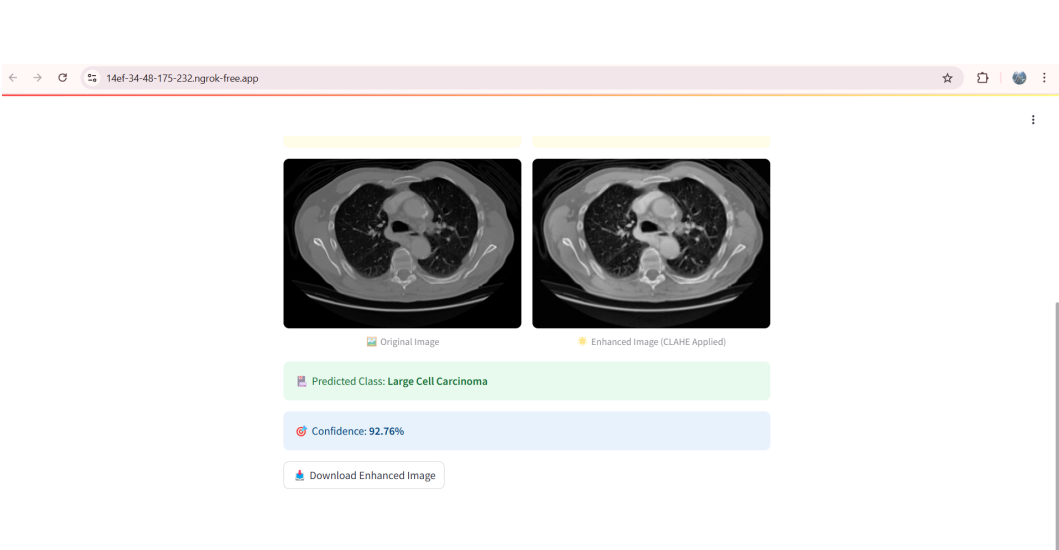 14ef-34-48-175-232.ngrok-free.app
Original Image
Enhanced Image (CLAHE Applied)
Predicted Class: Large Cell Carcinoma
Confidence: 92.76%
Download Enhanced Image